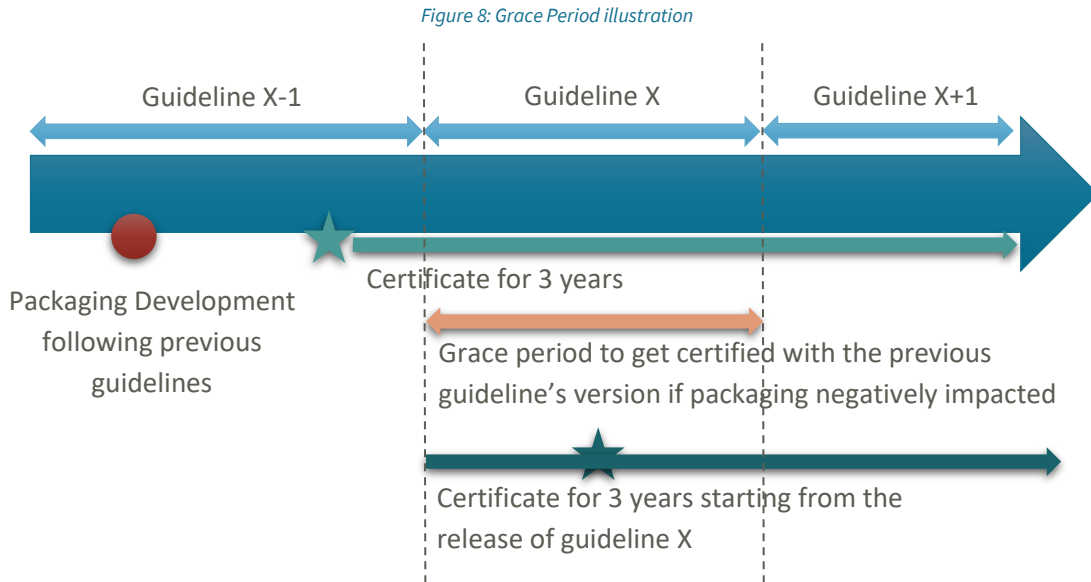 Figure 8: Grace Period illustration
Guideline X-1
Guideline X
Guideline X+1
Certificate for 3 years
Packaging Development
following previous
guidelines
Grace period to get certified with the previous
guideline’s version if packaging negatively impacted
Certificate for 3 years starting from the
release of guideline X